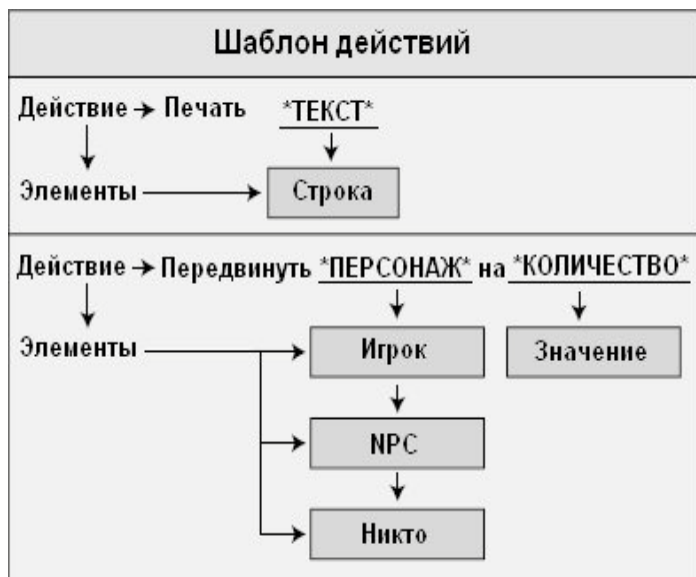 Шаблон действий
Действие Печать *ТЕКСТ*
Элементы Строка
Действие Передвинуть *ПЕРСОНАЖ* на *КОЛИЧЕСТВО*
Элементы Игрок Значение
NPC
Никто